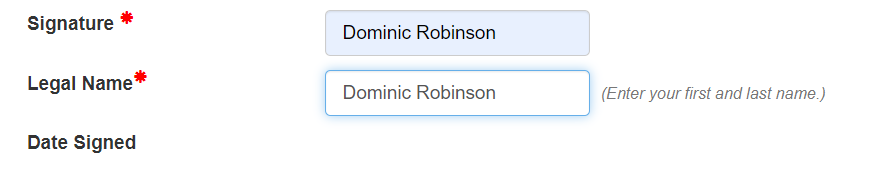 Signature * Dominic Robinson
Legal Name* Dominic Robinson (Enter your first and last name.)
Date Signed